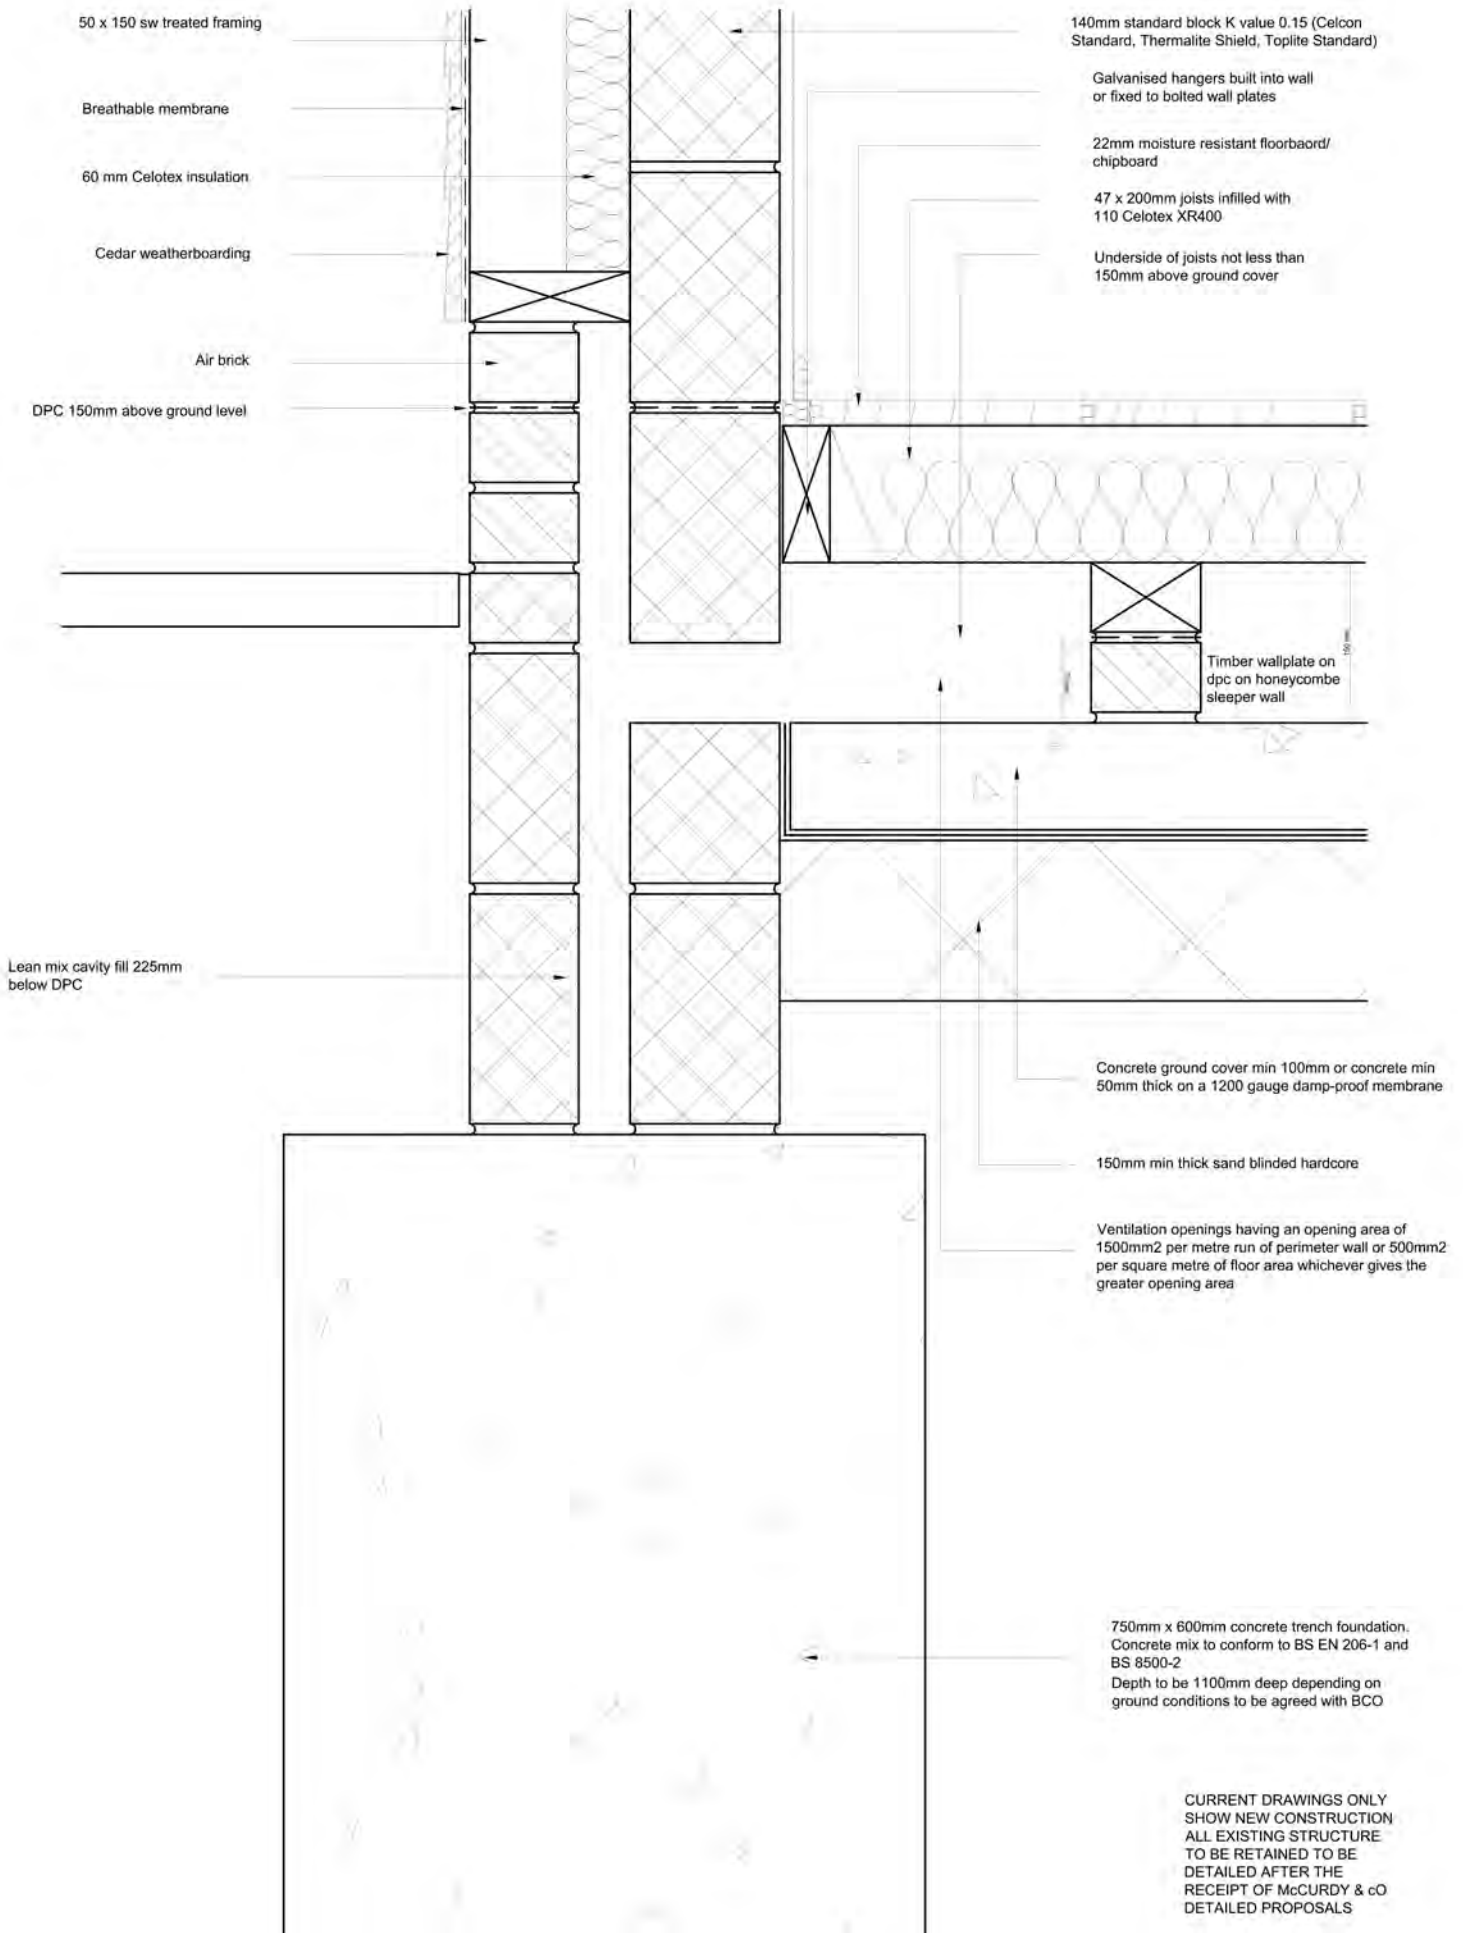 50 x 150 sw treated framing
Breathable membrane
60 mm Celotex insulation
Cedar weatherboarding
Air brick
DPC 150mm above ground level
Lean mix cavity fill 225mm
below DPC
140mm standard block K value 0.15 (Celcon
Standard, Thermalite Shield, Toplite Standard)
Galvanised hangers built into wall
or fixed to bolted wall plates
22mm moisture resistant floorbaord/
chipboard
47 x 200mm joists infilled with
110 Celotex XR400
Underside of joists not less than
150mm above ground cover
Timber wallplate on
dpc on honeycombe
sleeper wall
Concrete ground cover min 100mm or concrete min
50mm thick on a 1200 gauge damp-proof membrane
150mm min thick sand blinded hardcore
Ventilation openings having an opening area of
1500mm2 per metre run of perimeter wall or 500mm2
per square metre of floor area whichever gives the
greater opening area
750mm x 600mm concrete trench foundation.
Concrete mix to conform to BS EN 206-1 and
BS 8500-2
Depth to be 1100mm deep depending on
ground conditions to be agreed with BCO
CURRENT DRAWINGS ONLY
SHOW NEW CONSTRUCTION
ALL EXISTING STRUCTURE
TO BE RETAINED TO BE
DETAILED AFTER THE
RECEIPT OF McCURDY & cO
DETAILED PROPOSALS